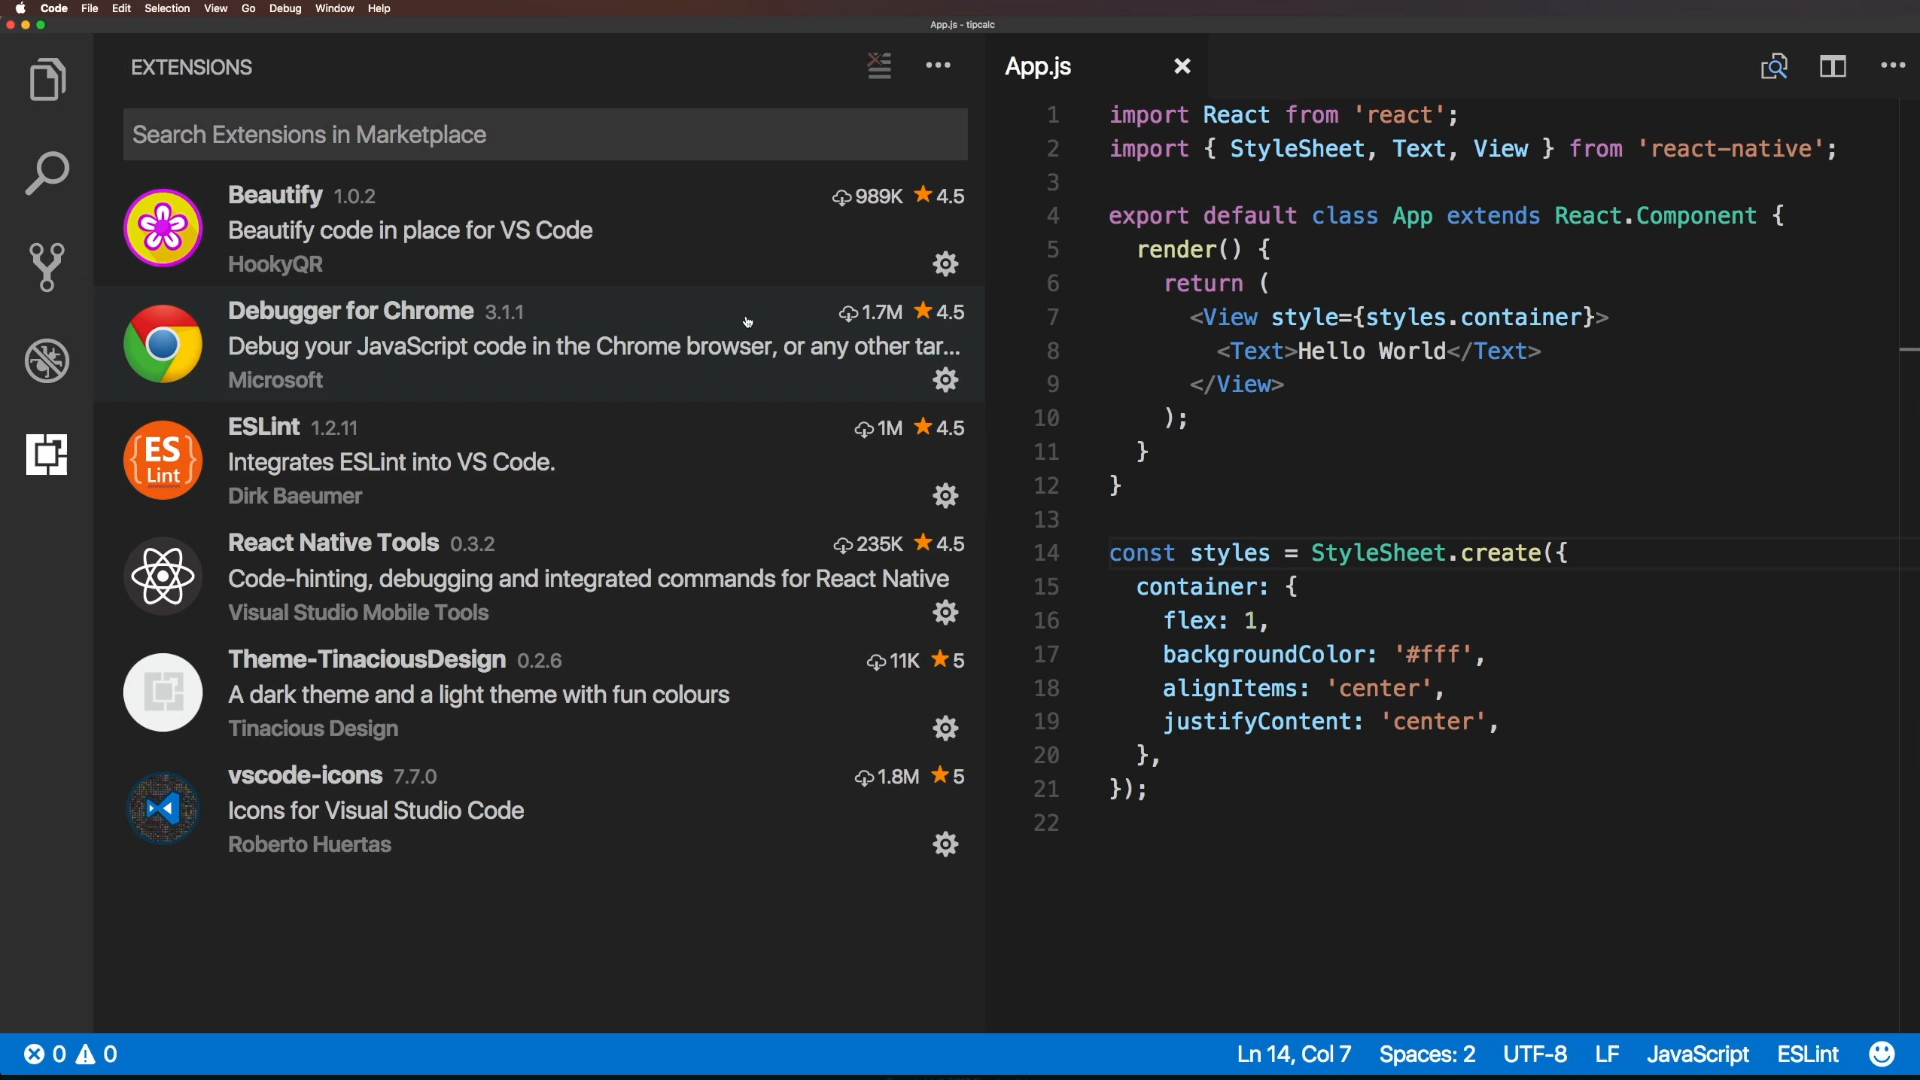 Code File Edit Selection View Go Debug Window Help
App.js - tipcalc
EXTENSIONS
Search Extensions in Marketplace
Beautify 1.0.2 989K 4.5
Beautify code in place for VS Code
HookyQR
Debugger for Chrome 3.1.1 1.7M 4.5
Debug your JavaScript code in the Chrome browser, or any other tar...
Microsoft
ES Lint
ESLint 1.2.11 1M 4.5
Integrates ESLint into VS Code.
Dirk Baeumer
React Native Tools 0.3.2 235K 4.5
Code-hinting, debugging and integrated commands for React Native
Visual Studio Mobile Tools
Theme-TinaciousDesign 0.2.6 11K 5
A dark theme and a light theme with fun colours
Tinacious Design
vscode-icons 7.7.0 1.8M 5
Icons for Visual Studio Code
Roberto Huertas
App.js
1 import React from 'react';
2 import { StyleSheet, Text, View } from 'react-native';
3
4 export default class App extends React.Component {
5   render() {
6     return (
7       <View style={styles.container}>
8         <Text>Hello World</Text>
9       </View>
10     );
11   }
12 }
13
14 const styles = StyleSheet.create({
15   container: {
16     flex: 1,
17     backgroundColor: '#fff',
18     alignItems: 'center',
19     justifyContent: 'center',
20   },
21 });
22
0 0 Ln 14, Col 7 Spaces: 2 UTF-8 LF JavaScript ESLint